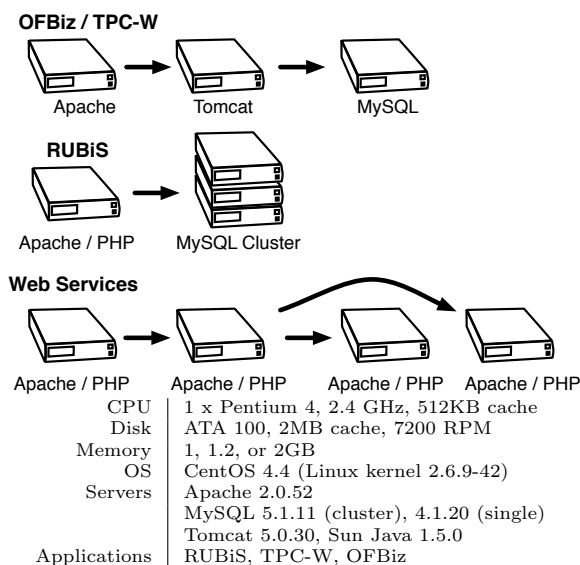 OFBiz / TPC-W
Apache Tomcat MySQL
RUBiS
Apache / PHP MySQL Cluster
Web Services
Apache / PHP Apache / PHP Apache / PHP Apache / PHP
CPU 1 x Pentium 4, 2.4 GHz, 512KB cache
Disk ATA 100, 2MB cache, 7200 RPM
Memory 1, 1.2, or 2GB
OS CentOS 4.4 (Linux kernel 2.6.9-42)
Servers Apache 2.0.52
MySQL 5.1.11 (cluster), 4.1.20 (single)
Tomcat 5.0.30, Sun Java 1.5.0
Applications RUBiS, TPC-W, OFBiz